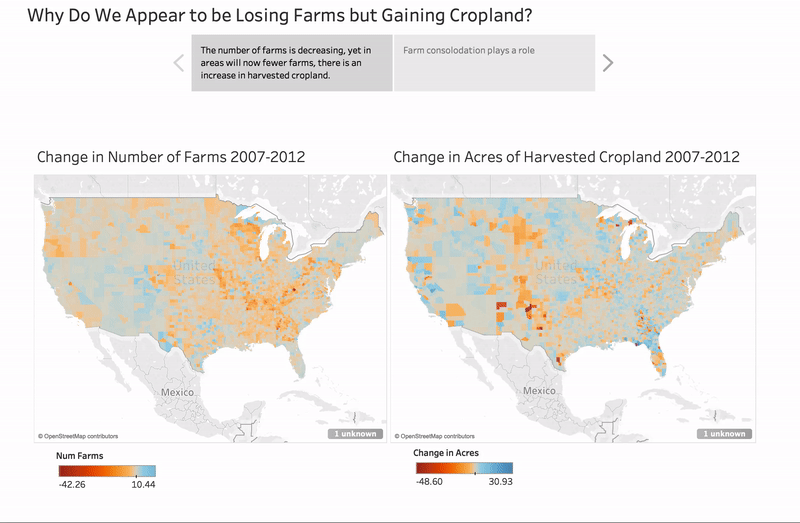 Why Do We Appear to be Losing Farms but Gaining Cropland?
The number of farms is decreasing, yet in
areas will now fewer farms, there is an
increase in harvested cropland.
Farm consolodation plays a role
Change in Number of Farms 2007-2012
Change in Acres of Harvested Cropland 2007-2012
United
States
United
States
Mexico
Mexico
© OpenStreetMap contributors
1 unknown
© OpenStreetMap contributors
1 unknown
Num Farms
-42.26
10.44
Change in Acres
-48.60
30.93